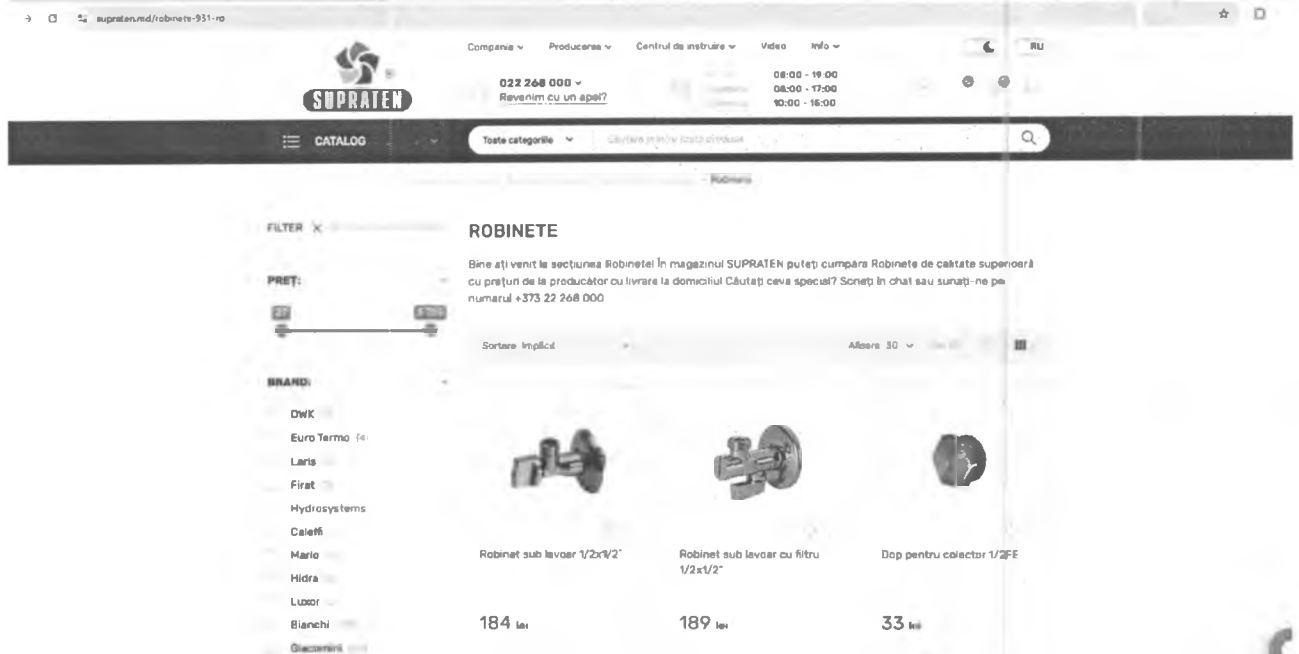 supraten.md/robinete-931-ro
Companie Producerea Centrul de instruire Video Info RU
022 268 000
Revenim cu un apel?
08:00 - 19:00
08:00 - 17:00
10:00 - 15:00
SUPRATEN
CATALOG Toate categoriile
Robinete
FILTER X
ROBINETE
Bine ați venit la secțiunea Robinete! În magazinul SUPRATEN puteți cumpăra Robinete de calitate superioară
cu prețuri de la producător cu livrare la domiciliu! Căutați ceva special? Scrieți în chat sau sunați-ne pe
numărul +373 22 268 000
PREȚ:
27
Sortare Implicit Afisare 30
BRAND:
DWK
Euro Termo
Laris
Firat
Hydrosystems
Caleffi
Mario
Hidra
Luxor
Bianchi
Giacomini
Robinet sub lavoar 1/2x1/2"
184 lei
Robinet sub lavoar cu filtru
1/2x1/2"
189 lei
Dop pentru colector 1/2FE
33 lei